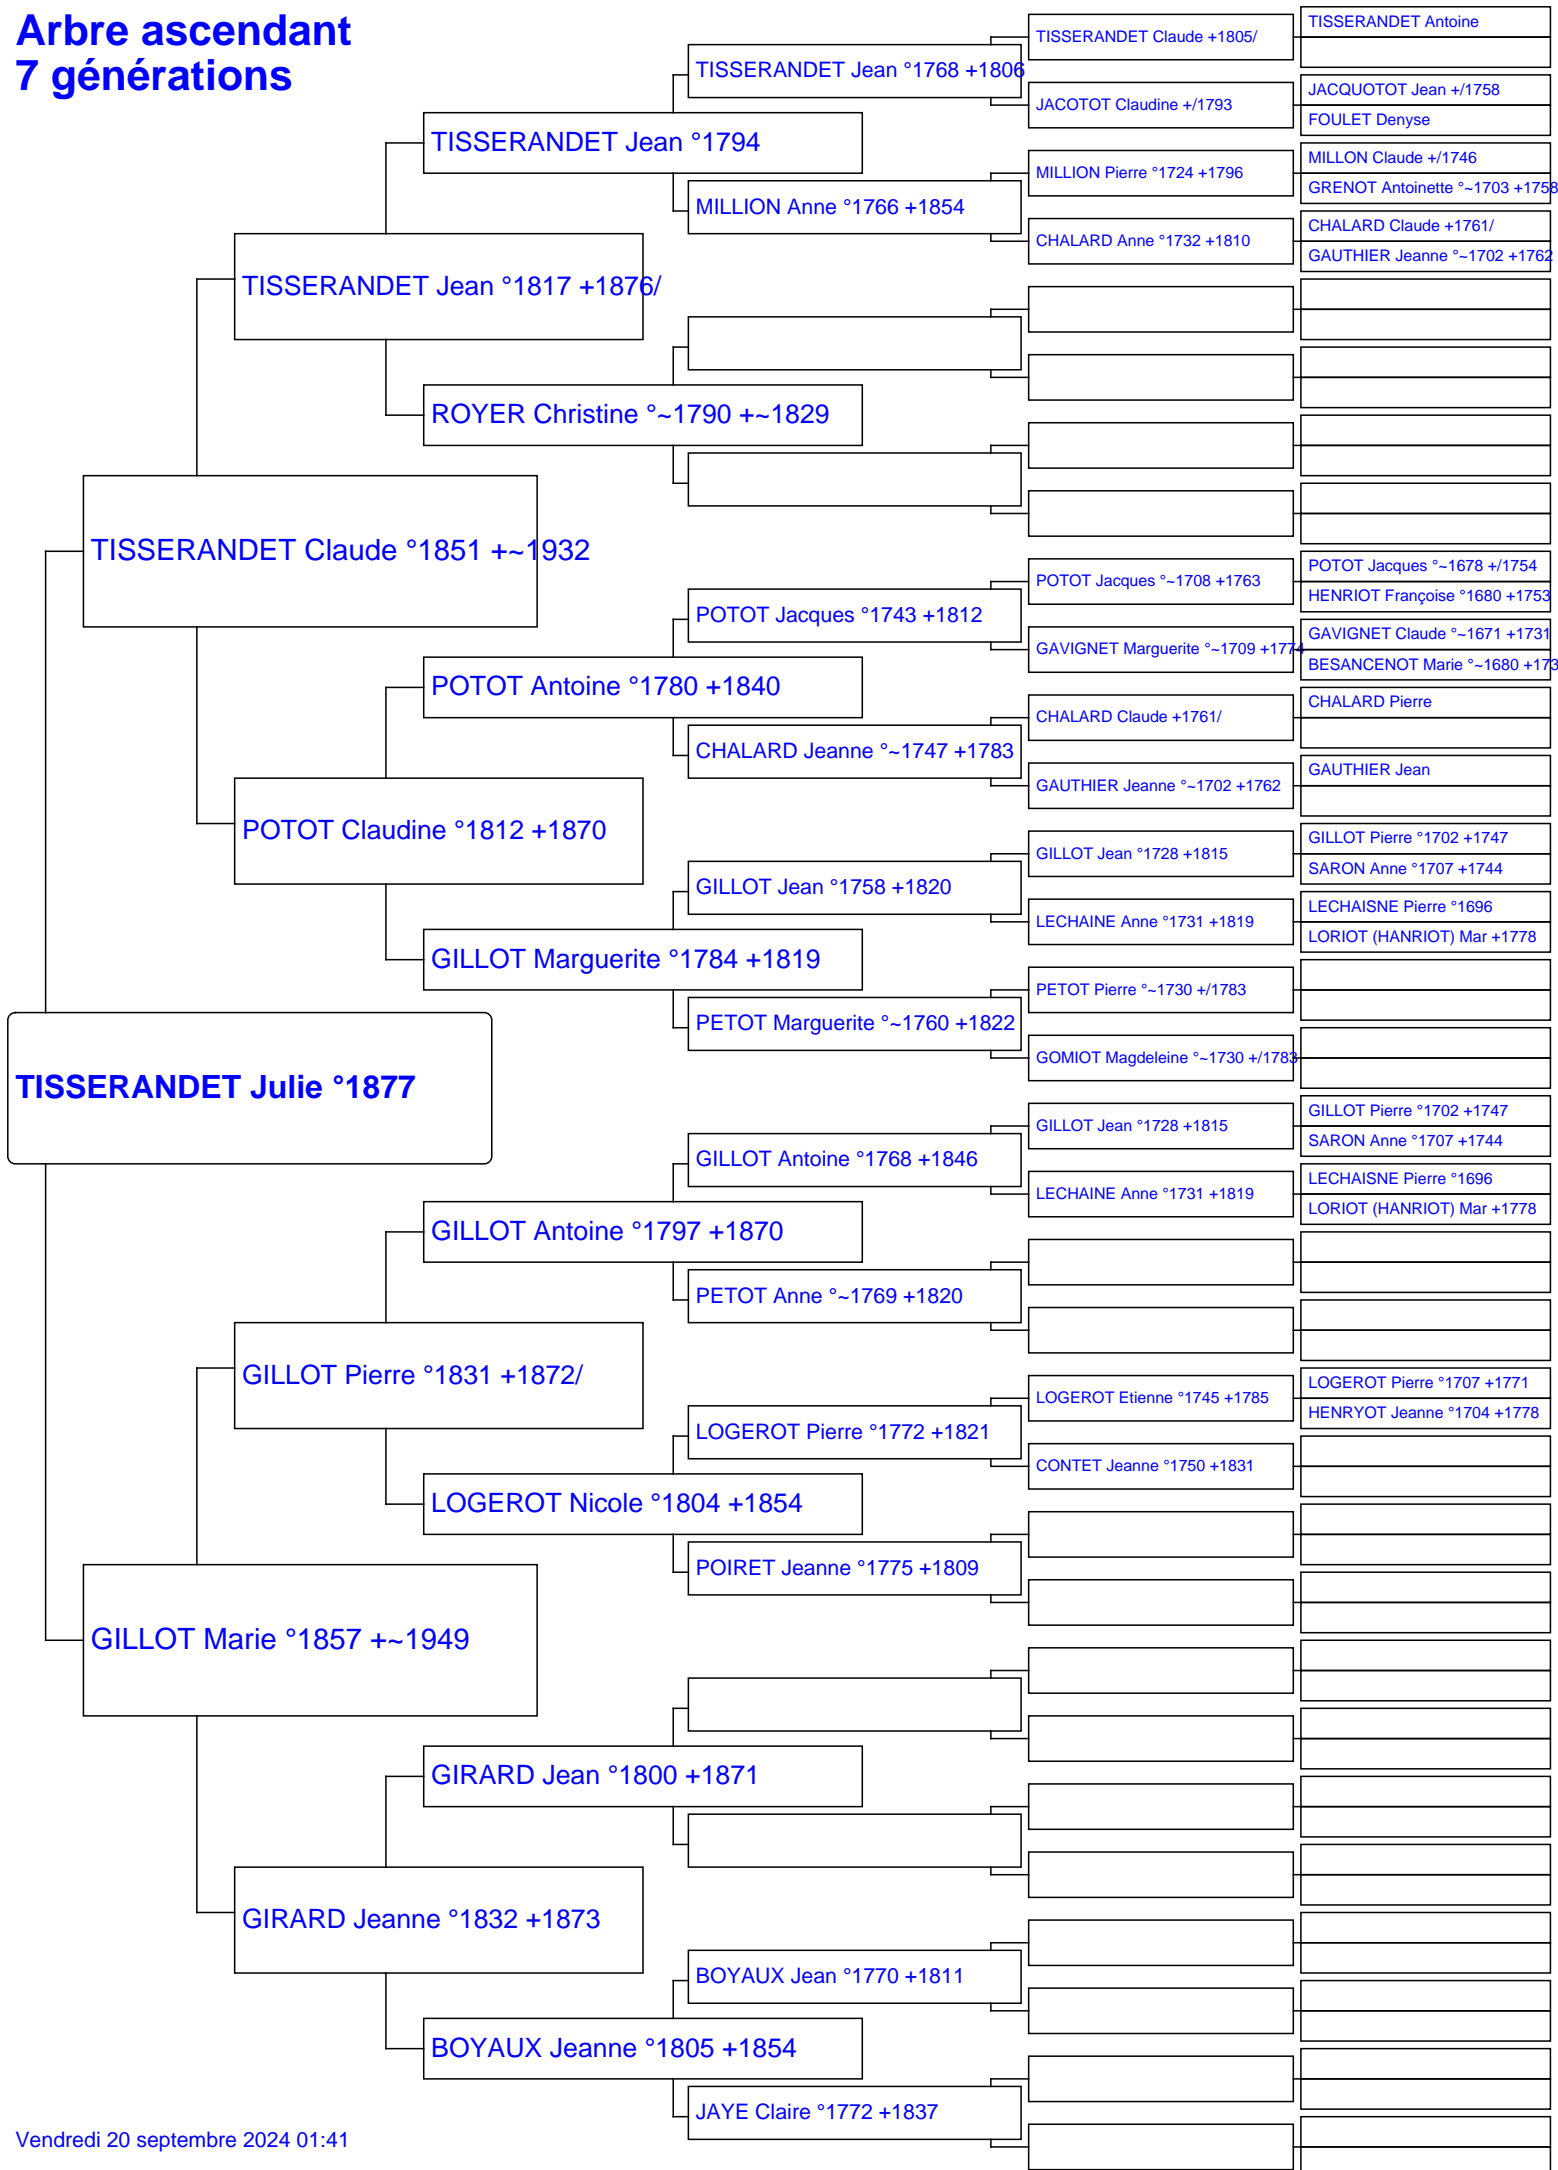 Arbre ascendant
7 générations
TISSERANDET Julie °1877
TISSERANDET Claude °1851 +~1932
GILLOT Marie °1857 +~1949
TISSERANDET Jean °1817 +1876/
POTOT Claudine °1812 +1870
GILLOT Pierre °1831 +1872/
GIRARD Jeanne °1832 +1873
TISSERANDET Jean °1794
ROYER Christine °~1790 +~1829
POTOT Antoine °1780 +1840
GILLOT Marguerite °1784 +1819
GILLOT Antoine °1797 +1870
LOGEROT Nicole °1804 +1854
GIRARD Jean °1800 +1871
BOYAUX Jeanne °1805 +1854
TISSERANDET Jean °1768 +1806
MILLION Anne °1766 +1854
POTOT Jacques °1743 +1812
CHALARD Jeanne °~1747 +1783
GILLOT Jean °1758 +1820
PETOT Marguerite °~1760 +1822
GILLOT Antoine °1768 +1846
PETOT Anne °~1769 +1820
LOGEROT Pierre °1772 +1821
POIRET Jeanne °1775 +1809
BOYAUX Jean °1770 +1811
JAYE Claire °1772 +1837
TISSERANDET Claude +1805/
JACOTOT Claudine +/1793
MILLION Pierre °1724 +1796
CHALARD Anne °1732 +1810
POTOT Jacques °~1708 +1763
GAVIGNET Marguerite °~1709 +1774
CHALARD Claude +1761/
GAUTHIER Jeanne °~1702 +1762
GILLOT Jean °1728 +1815
LECHAINE Anne °1731 +1819
PETOT Pierre °~1730 +/1783
GOMIOT Magdeleine °~1730 +/1783
GILLOT Jean °1728 +1815
LECHAINE Anne °1731 +1819
LOGEROT Etienne °1745 +1785
CONTET Jeanne °1750 +1831
TISSERANDET Antoine
JACQUOTOT Jean +/1758
FOULET Denyse
MILLON Claude +/1746
GRENOT Antoinette °~1703 +1758
CHALARD Claude +1761/
GAUTHIER Jeanne °~1702 +1762
POTOT Jacques °~1678 +/1754
HENRIOT Françoise °1680 +1753
GAVIGNET Claude °~1671 +1731
BESANCENOT Marie °~1680 +173
CHALARD Pierre
GAUTHIER Jean
GILLOT Pierre °1702 +1747
SARON Anne °1707 +1744
LECHAISNE Pierre °1696
LORIOT (HANRIOT) Mar +1778
GILLOT Pierre °1702 +1747
SARON Anne °1707 +1744
LECHAISNE Pierre °1696
LORIOT (HANRIOT) Mar +1778
LOGEROT Pierre °1707 +1771
HENRYOT Jeanne °1704 +1778
Vendredi 20 septembre 2024 01:41